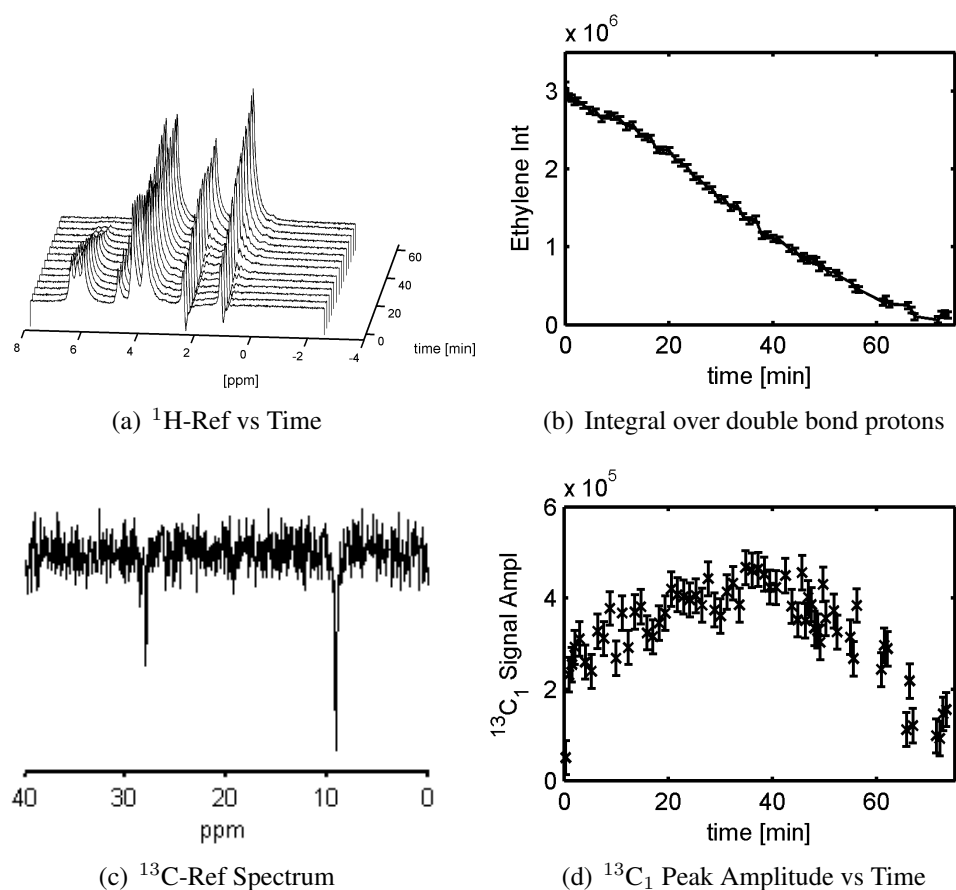 60
40
20
0
time [min]
8 6 4 2 0 -2 -4
[ppm]
(a) ¹H-Ref vs Time
x 10⁶
3
2
1
0
Ethylene Int
0 20 40 60
time [min]
(b) Integral over double bond protons
40 30 20 10 0
ppm
(c) ¹³C-Ref Spectrum
x 10⁵
6
4
2
0
¹³C₁ Signal Ampl
0 20 40 60
time [min]
(d) ¹³C₁ Peak Amplitude vs Time